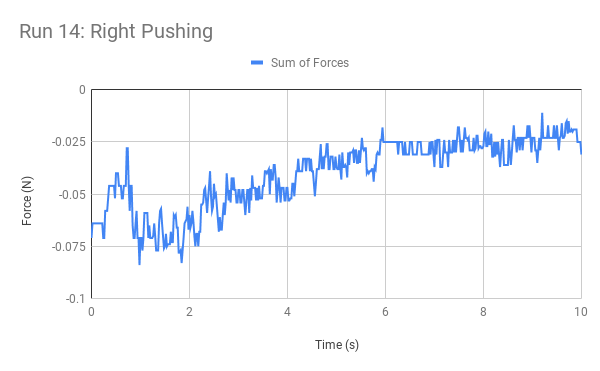 Run 14: Right Pushing
Sum of Forces
0
-0.025
-0.05
-0.075
-0.1
Force (N)
0 2 4 6 8 10
Time (s)